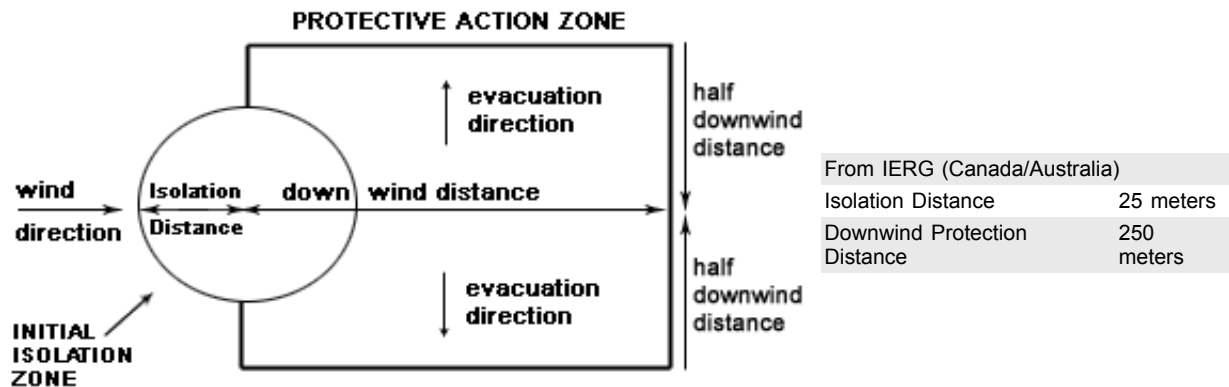 PROTECTIVE ACTION ZONE
evacuation
direction
half
downwind
distance
wind
direction
Isolation
Distance
down wind distance
evacuation
direction
half
downwind
distance
INITIAL
ISOLATION
ZONE
From IERG (Canada/Australia)
Isolation Distance 25 meters
Downwind Protection 250
Distance meters